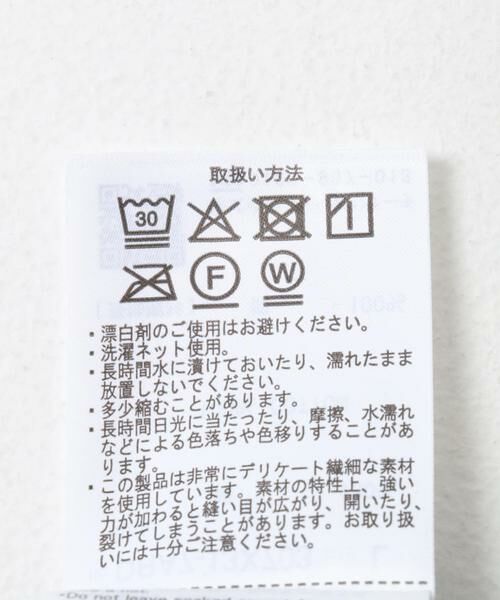 取扱い方法
30
F
W
・漂白剤のご使用はお避けください。
・洗濯ネット使用。
・長時間水に漬けておいたり、濡れたまま
放置しないでください。
・多少縮むことがあります。
・長時間日光に当たったり、摩擦、水濡れ
などによる色落ちや色移りすることがあ
ります。
・この製品は非常にデリケート繊細な素材
を使用しています。素材の特性上、強い
力が加わると縫い目が広がり、開いたり、
裂けてしまうことがあります。お取り扱
いには十分ご注意ください。